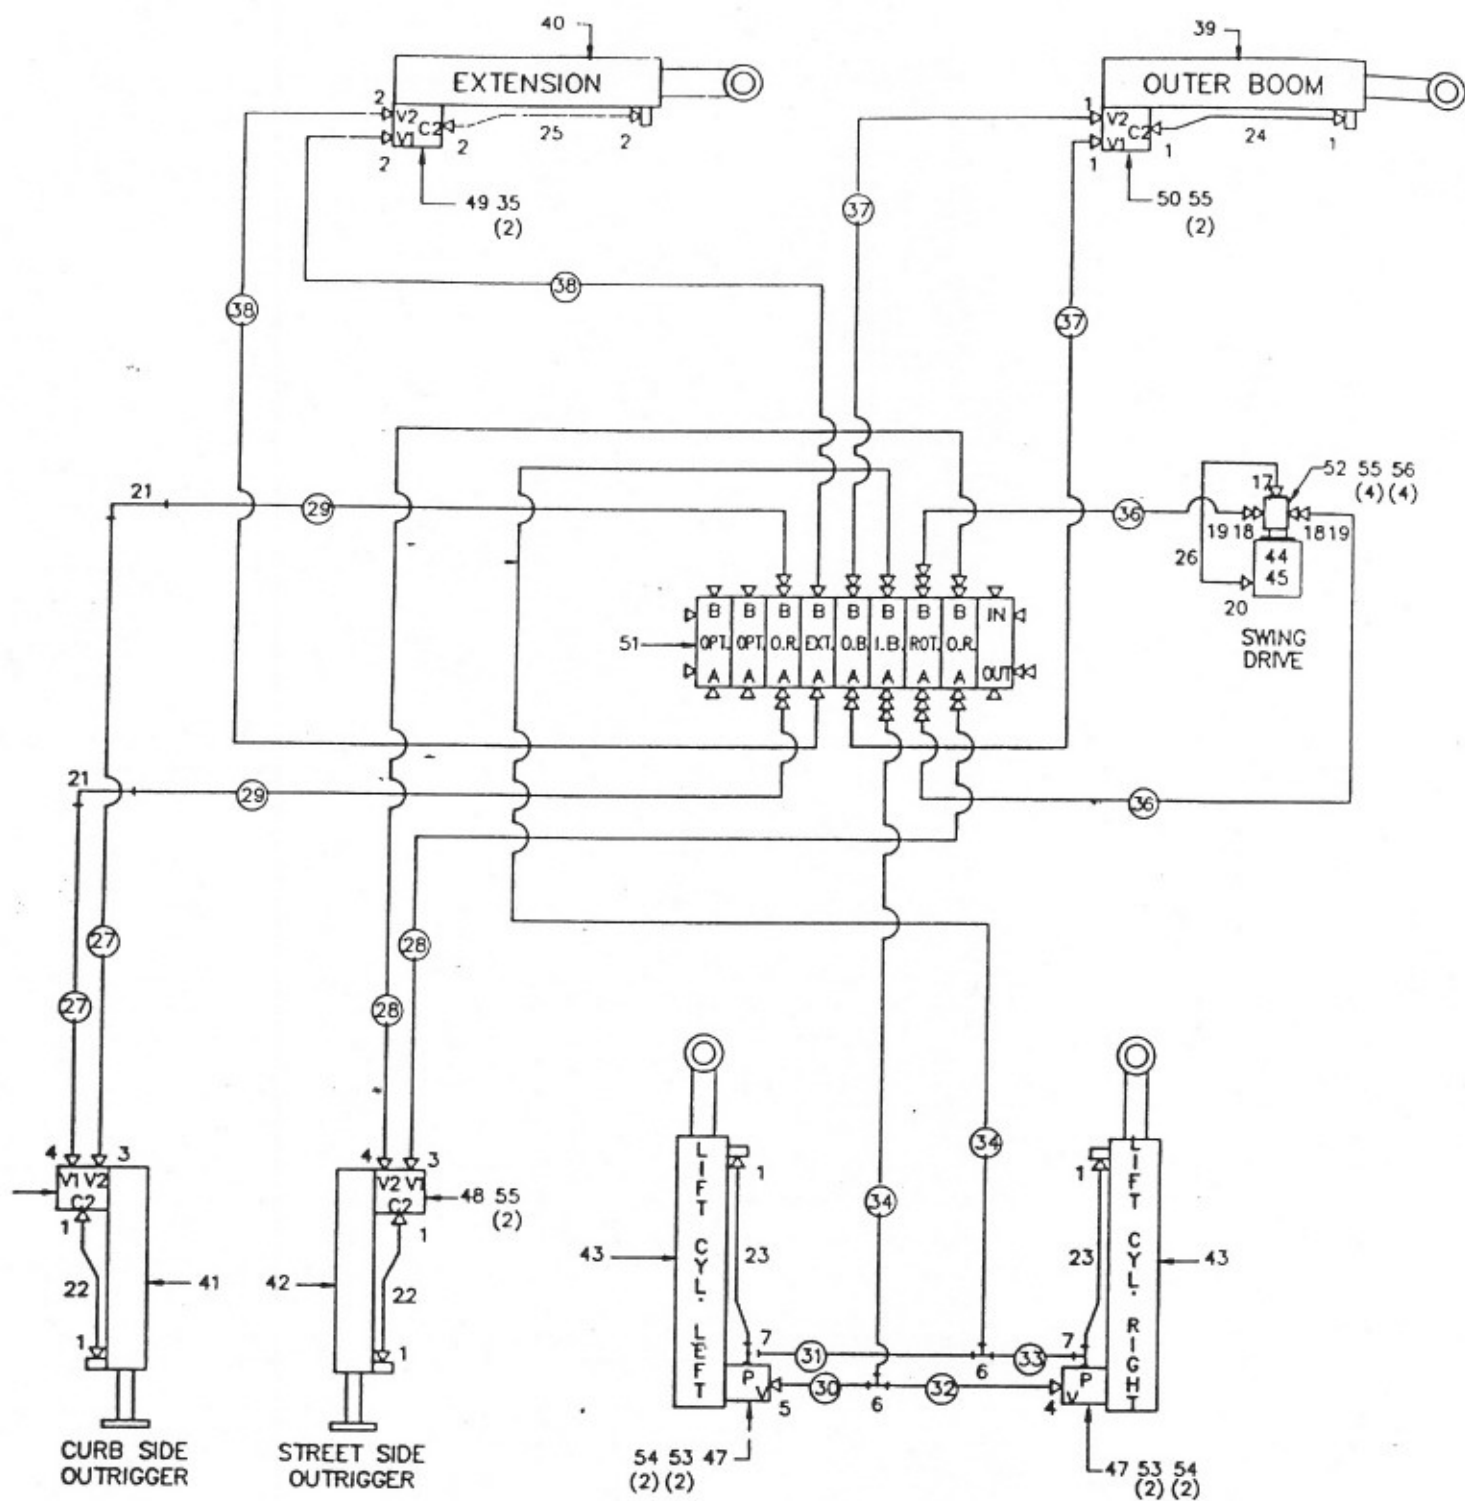 40
EXTENSION
2
V2
C2
V1
2
2
25
2
49 35
(2)
39
OUTER BOOM
1
V2
C2
V1
1
1
24
1
50 55
(2)
37
38
38
37
21
29
36
17
52 55 56
(4) (4)
19 18
18 19
26
44
45
20
SWING
DRIVE
51
B B B B B B B B IN
OPT. OPT. O.R. EXT. O.B. I.B. ROT. O.R.
A A A A A A A A OUT
21
29
36
27
28
27
28
34
34
4
3
V1 V2
C2
1
22
1
41
CURB SIDE
OUTRIGGER
4
3
V2 V1
C2
1
48 55
(2)
42
22
1
STREET SIDE
OUTRIGGER
43
LIFT CYL. LEFT
1
23
7
31
6
33
7
P
V
5
30
6
32
4
54 53 47
(2) (2)
1
23
LIFT CYL. RIGHT
43
P
V
47 53 54
(2) (2)